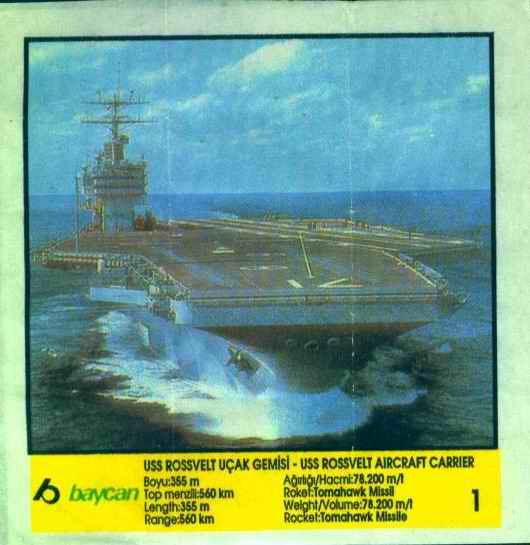 USS ROSSVELT UÇAK GEMİSİ - USS ROSSVELT AIRCRAFT CARRIER
baycan
Boyu:355 m
Top menzili:560 km
Length:355 m
Range:560 km
Ağırlığı/Hacmi:78.200 m/t
Roket:Tomahawk Missil
Weight/Volume:78.200 m/t
Rocket:Tomahawk Missile
1